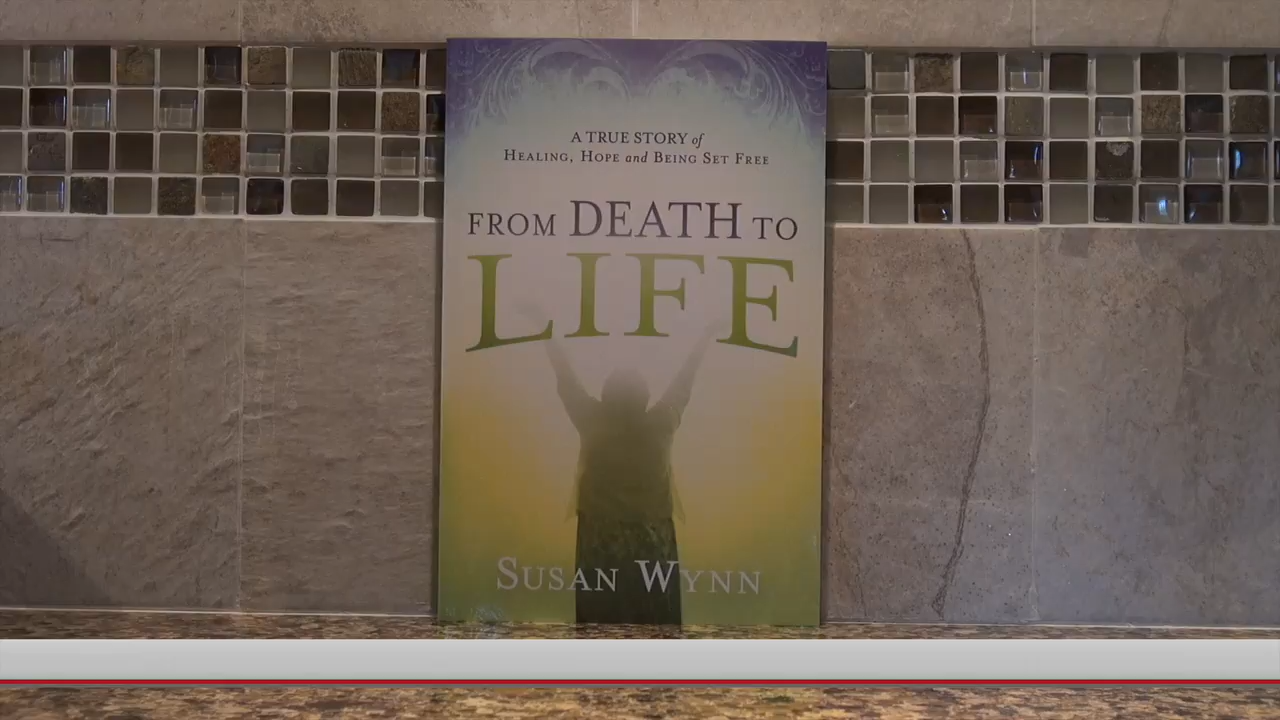 A TRUE STORY of
HEALING, HOPE and BEING SET FREE
FROM DEATH TO
LIFE
SUSAN WYNN